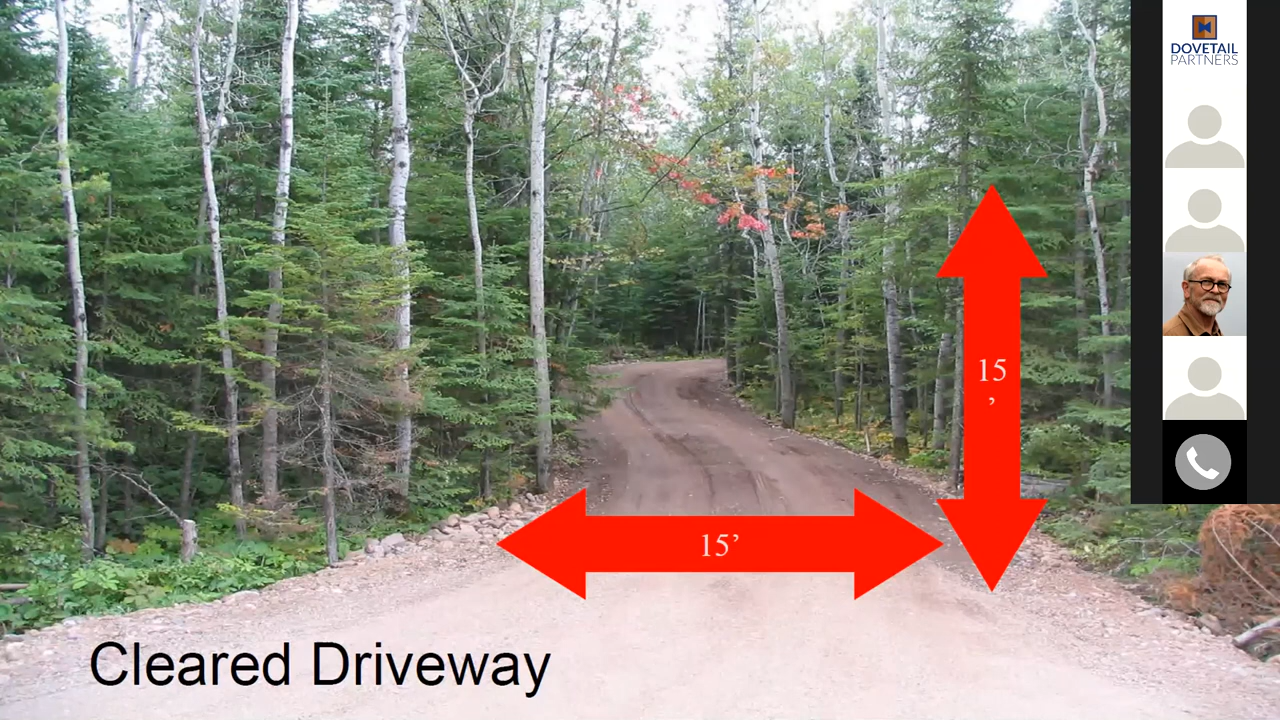 DOVETAIL
PARTNERS
15
’
15’
Cleared Driveway